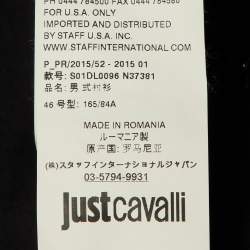 PH 0444 784500 FAX 0444 784560
FOR U.S.A. ONLY
IMPORTED AND DISTRIBUTED
BY STAFF U.S.A. INC.
WWW.STAFFINTERNATIONAL.COM
P_PR/2015/52 - 2015 01
款号: S01DL0096 N37381
品名: 男 式 衬 衫
46 号型: 165/84A
MADE IN ROMANIA
ルーマニア製
原产国: 罗马尼亚
(株)スタッフインターナショナルジャパン
03-5794-9931
justcavalli